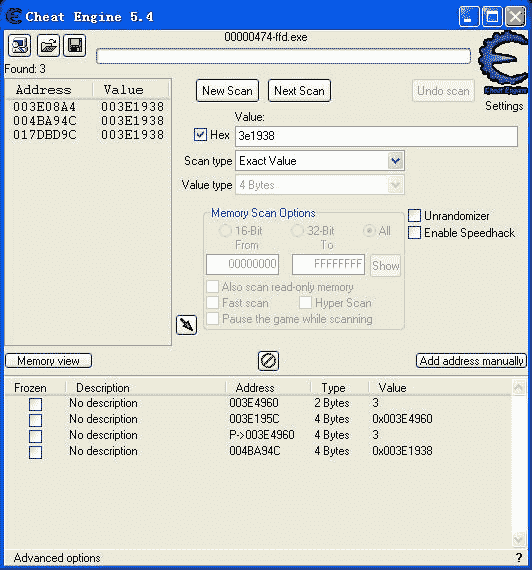 Cheat Engine 5.4
00000474-ffd.exe
Found: 3
Address Value
003E08A4 003E1938
004BA94C 003E1938
017DBD9C 003E1938
New Scan Next Scan Undo scan
Settings
Value:
Hex 3e1938
Scan type Exact Value
Value type 4 Bytes
Memory Scan Options
16-Bit 32-Bit All
From To
00000000 FFFFFFFF Show
Also scan read-only memory
Fast scan Hyper Scan
Pause the game while scanning
Unrandomizer
Enable Speedhack
Memory view Add address manually
Frozen Description Address Type Value
No description 003E4960 2 Bytes 3
No description 003E195C 4 Bytes 0x003E4960
No description P->003E4960 4 Bytes 3
No description 004BA94C 4 Bytes 0x003E1938
Advanced options ?